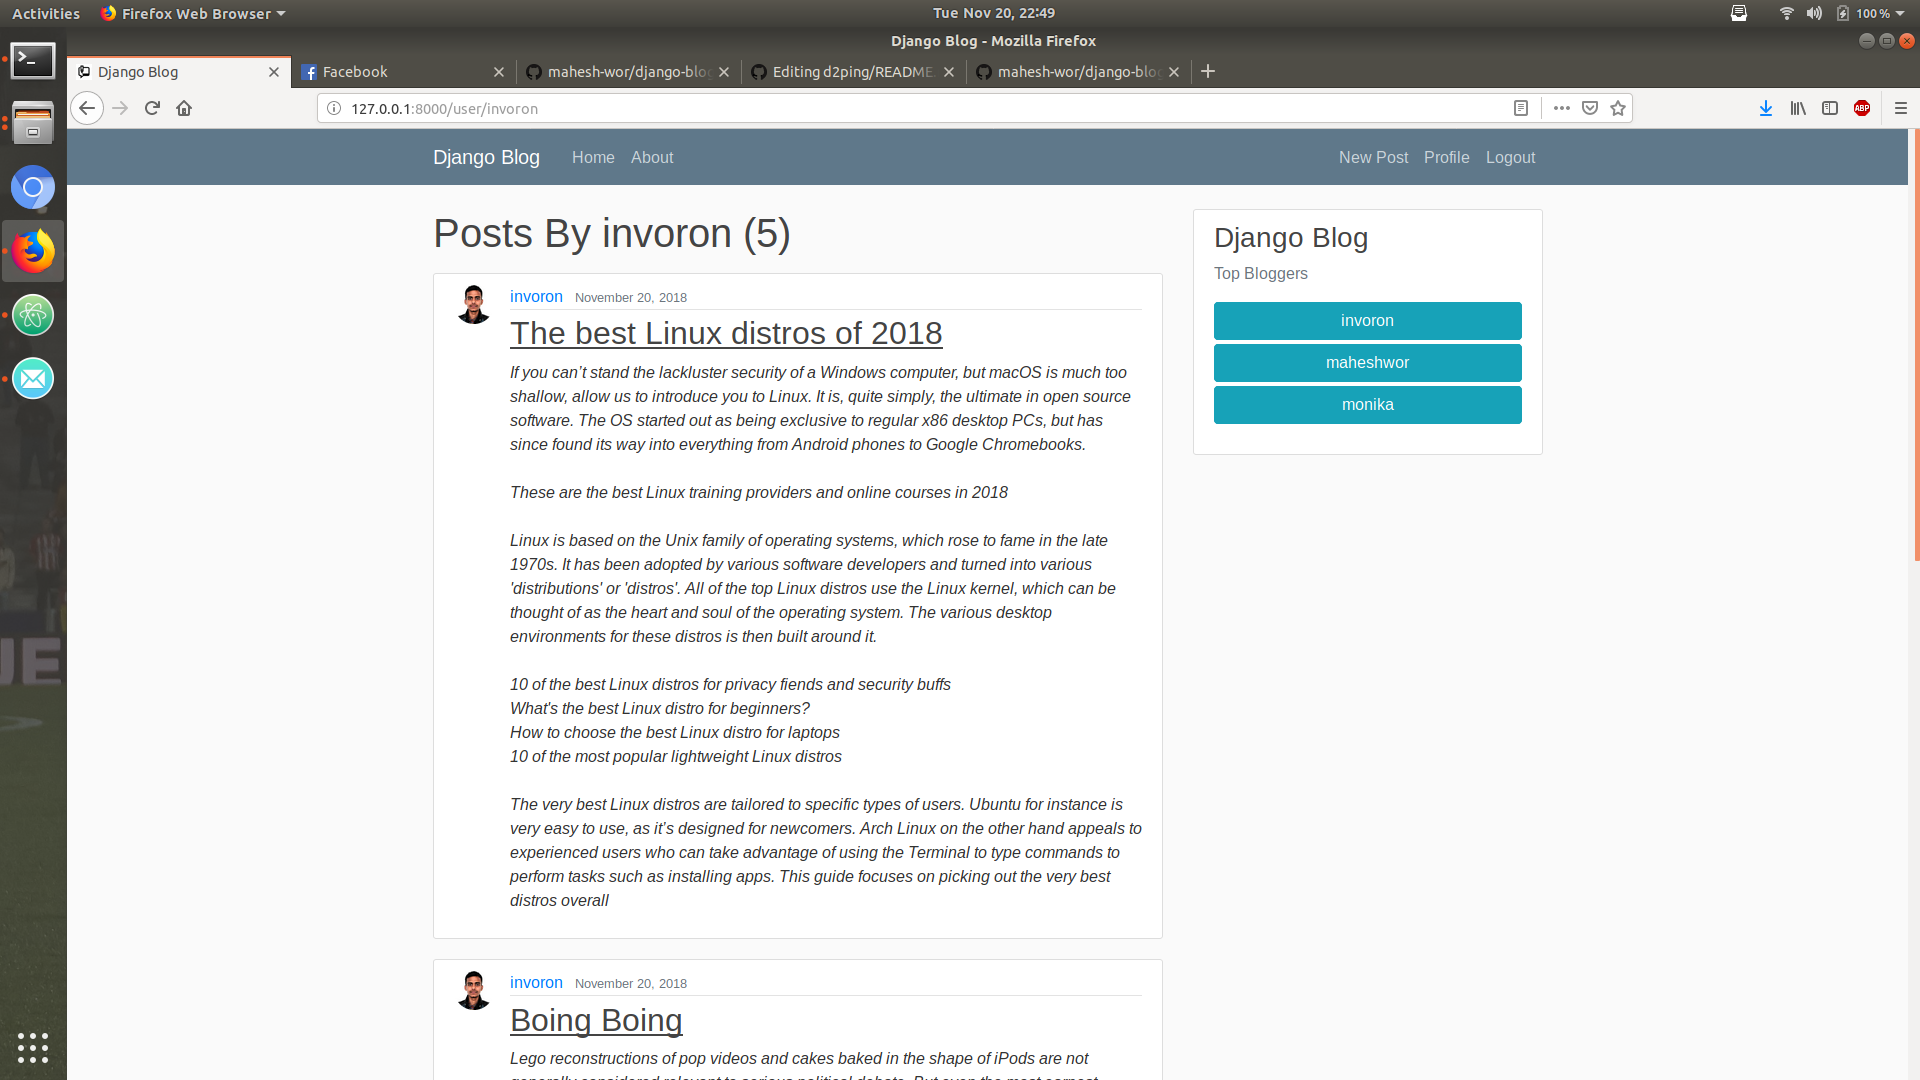 Activities Firefox Web Browser Tue Nov 20, 22:49 100 %
Django Blog - Mozilla Firefox
Django Blog Facebook mahesh-wor/django-blog Editing d2ping/README. mahesh-wor/django-blog
127.0.0.1:8000/user/invoron ABP
Django Blog Home About New Post Profile Logout
Posts By invoron (5)
invoron November 20, 2018
The best Linux distros of 2018
If you can’t stand the lackluster security of a Windows computer, but macOS is much too
shallow, allow us to introduce you to Linux. It is, quite simply, the ultimate in open source
software. The OS started out as being exclusive to regular x86 desktop PCs, but has
since found its way into everything from Android phones to Google Chromebooks.
These are the best Linux training providers and online courses in 2018
Linux is based on the Unix family of operating systems, which rose to fame in the late
1970s. It has been adopted by various software developers and turned into various
'distributions' or 'distros'. All of the top Linux distros use the Linux kernel, which can be
thought of as the heart and soul of the operating system. The various desktop
environments for these distros is then built around it.
10 of the best Linux distros for privacy fiends and security buffs
What's the best Linux distro for beginners?
How to choose the best Linux distro for laptops
10 of the most popular lightweight Linux distros
The very best Linux distros are tailored to specific types of users. Ubuntu for instance is
very easy to use, as it’s designed for newcomers. Arch Linux on the other hand appeals to
experienced users who can take advantage of using the Terminal to type commands to
perform tasks such as installing apps. This guide focuses on picking out the very best
distros overall
invoron November 20, 2018
Boing Boing
Lego reconstructions of pop videos and cakes baked in the shape of iPods are not
generally considered relevant to serious political debate. But even the most earnest
Django Blog
Top Bloggers
invoron
maheshwor
monika